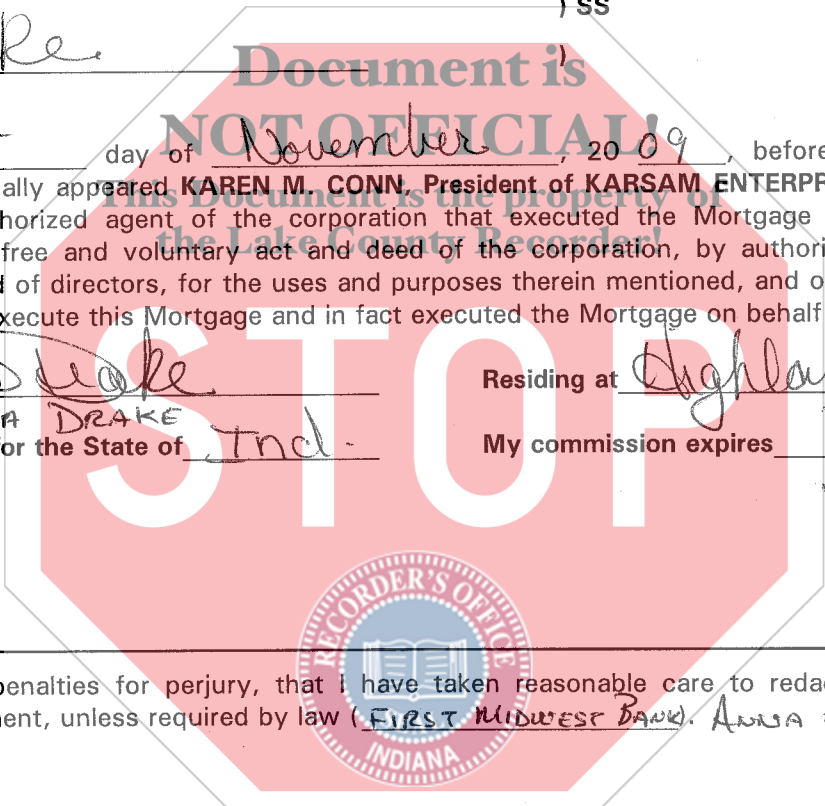 ) SS
ke
)
Document is
NOT OFFICIAL!
This Document is the property of
the Lake County Recorder!
day of November, 20 09, before
ally appeared KAREN M. CONN, President of KARSAM ENTERPR
horized agent of the corporation that executed the Mortgage
free and voluntary act and deed of the corporation, by authori
d of directors, for the uses and purposes therein mentioned, and o
xecute this Mortgage and in fact executed the Mortgage on behalf
Drake Residing at Highla
A DRAKE
or the State of Ind. My commission expires
STOP
RECORDER'S OFFICE
INDIANA
penalties for perjury, that I have taken reasonable care to reda
ent, unless required by law (FIRST MIDWEST BANK). ANNA